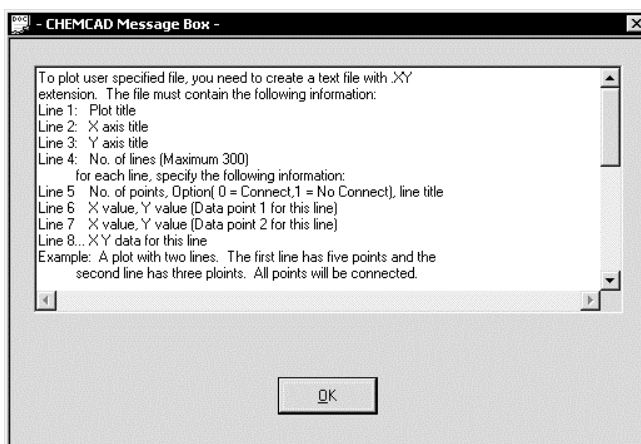 - CHEMCAD Message Box -
To plot user specified file, you need to create a text file with .XY
extension. The file must contain the following information:
Line 1: Plot title
Line 2: X axis title
Line 3: Y axis title
Line 4: No. of lines (Maximum 300)
for each line, specify the following information:
Line 5 No. of points, Option( 0 = Connect,1 = No Connect), line title
Line 6 X value, Y value (Data point 1 for this line)
Line 7 X value, Y value (Data point 2 for this line)
Line 8... X Y data for this line
Example: A plot with two lines. The first line has five points and the
second line has three ploints. All points will be connected.
OK